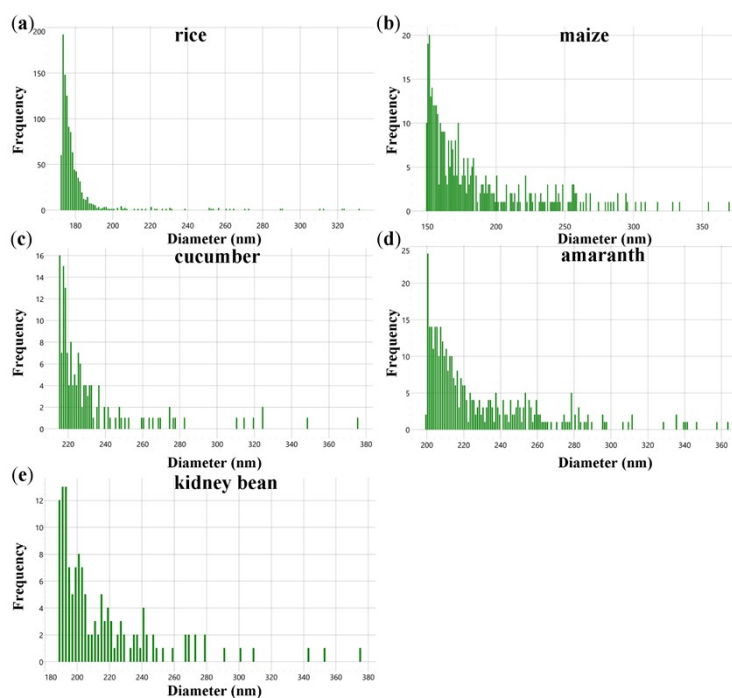 (a) rice
200
150
100
50
0
Frequency
180 200 220 240 260 280 300 320
Diameter (nm)
(b) maize
20
15
10
5
0
Frequency
150 200 250 300 350
Diameter (nm)
(c) cucumber
16
14
12
10
8
6
4
2
0
Frequency
220 240 260 280 300 320 340 360 380
Diameter (nm)
(d) amaranth
25
20
15
10
5
0
Frequency
200 220 240 260 280 300 320 340 360
Diameter (nm)
(e) kidney bean
12
10
8
6
4
2
0
Frequency
180 200 220 240 260 280 300 320 340 360 380
Diameter (nm)